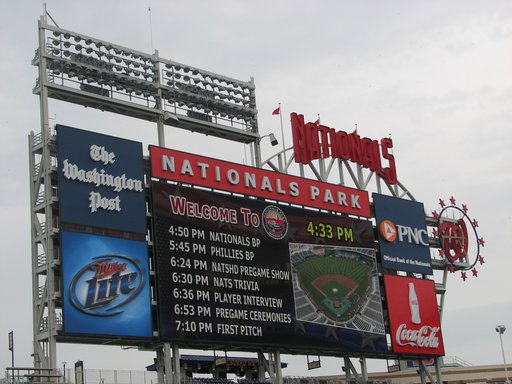 NATIONALS
The
Washington
Post
NATIONALS PARK
WELCOME TO
4:33 PM
4:50 PM NATIONALS BP
5:45 PM PHILLIES BP
6:24 PM NATSHD PREGAME SHOW
6:30 PM NATS TRIVIA
6:36 PM PLAYER INTERVIEW
6:53 PM PREGAME CEREMONIES
7:10 PM FIRST PITCH
PNC
Official Bank of the Nationals
Miller
lite
Coca-Cola